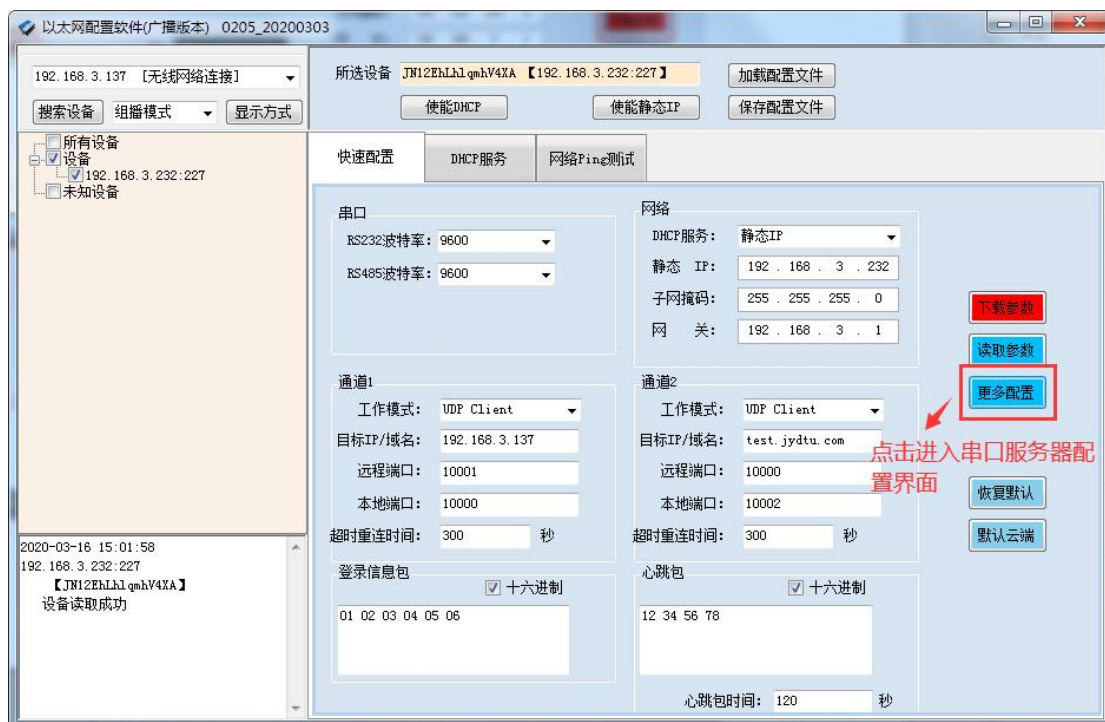 以太网配置软件(广播版本) 0205_20200303
192.168.3.137 [无线网络连接]
搜索设备 组播模式 显示方式
所有设备
设备
192.168.3.232:227
未知设备
2020-03-16 15:01:58
192.168.3.232:227
【JN12EhLhlqmhV4XA】
设备读取成功
所选设备 JN12EhLhlqmhV4XA 【192.168.3.232:227】 加载配置文件
使能DHCP 使能静态IP 保存配置文件
快速配置 DHCP服务 网络Ping测试
串口
RS232波特率: 9600
RS485波特率: 9600
网络
DHCP服务: 静态IP
静态 IP: 192 . 168 . 3 . 232
子网掩码: 255 . 255 . 255 . 0
网 关: 192 . 168 . 3 . 1
通道1
工作模式: UDP Client
目标IP/域名: 192.168.3.137
远程端口: 10001
本地端口: 10000
超时重连时间: 300 秒
通道2
工作模式: UDP Client
目标IP/域名: test.jydtu.com
远程端口: 10000
本地端口: 10002
超时重连时间: 300 秒
登录信息包
十六进制
01 02 03 04 05 06
心跳包
十六进制
12 34 56 78
心跳包时间: 120 秒
下载参数
读取参数
更多配置
点击进入串口服务器配
置界面
恢复默认
默认云端